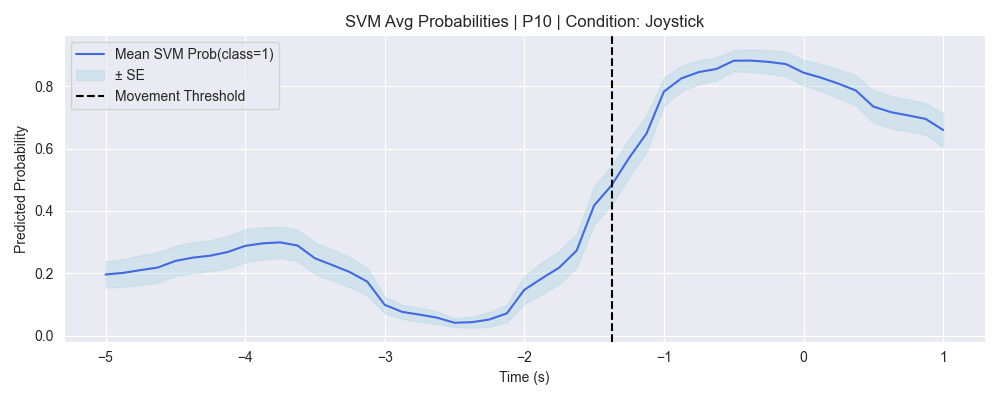 SVM Avg Probabilities | P10 | Condition: Joystick
Mean SVM Prob(class=1)
± SE
Movement Threshold
Predicted Probability
0.8
0.6
0.4
0.2
0.0
−5
−4
−3
−2
−1
0
1
Time (s)